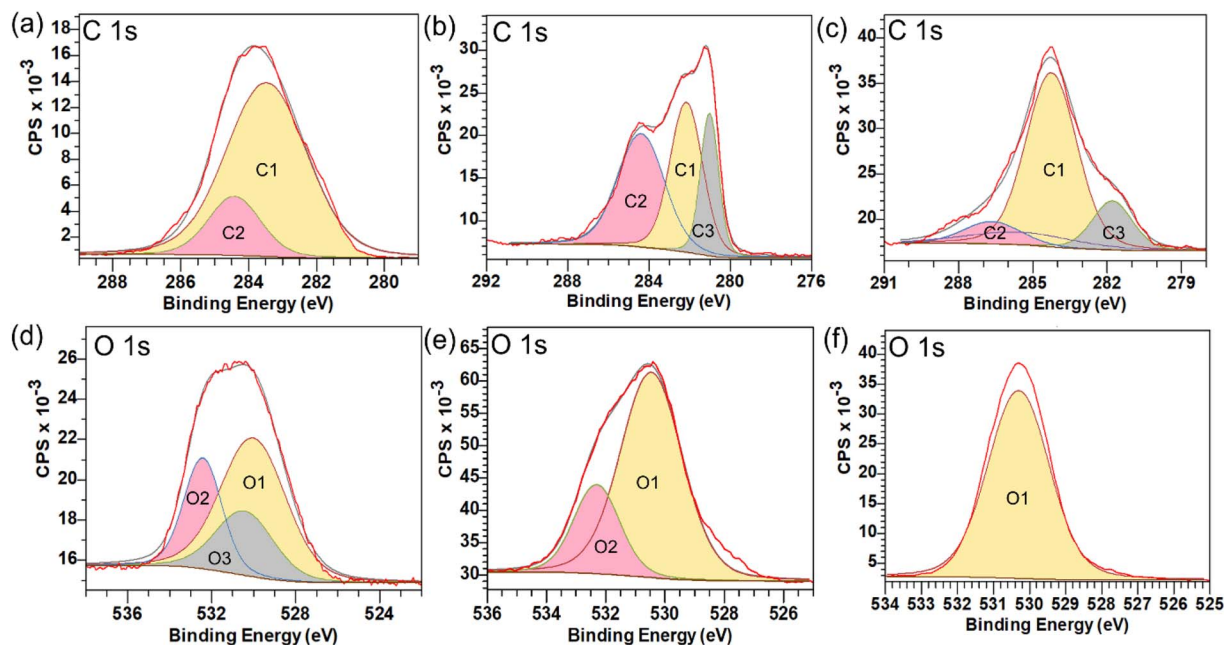 (a)
C 1s
CPS x 10⁻³
18
16
14
12
10
8
6
4
2
C1
C2
288 286 284 282 280
Binding Energy (eV)
(b)
C 1s
CPS x 10⁻³
30
25
20
15
10
C2
C1
C3
292 288 284 280 276
Binding Energy (eV)
(c)
C 1s
CPS x 10⁻³
40
35
30
25
20
C1
C2
C3
291 288 285 282 279
Binding Energy (eV)
(d)
O 1s
CPS x 10⁻³
26
24
22
20
18
16
O2
O1
O3
536 532 528 524
Binding Energy (eV)
(e)
O 1s
CPS x 10⁻³
65
60
55
50
45
40
35
30
O1
O2
536 534 532 530 528 526
Binding Energy (eV)
(f)
O 1s
CPS x 10⁻³
40
35
30
25
20
15
10
5
O1
534 533 532 531 530 529 528 527 526 525
Binding Energy (eV)